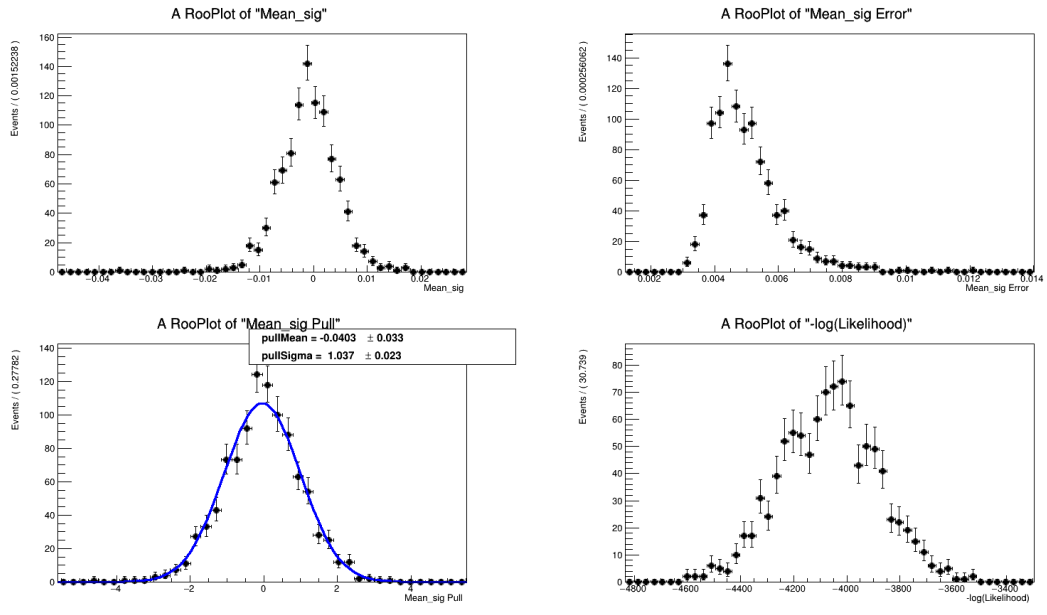 A RooPlot of "Mean_sig"
Events / ( 0.00152238 )
160
140
120
100
80
60
40
20
0
−0.04 −0.03 −0.02 −0.01 0 0.01 0.02
Mean_sig
A RooPlot of "Mean_sig Error"
Events / ( 0.000256062 )
140
120
100
80
60
40
20
0
0.002 0.004 0.006 0.008 0.01 0.012 0.014
Mean_sig Error
A RooPlot of "Mean_sig Pull"
pullMean = -0.0403 ± 0.033
pullSigma = 1.037 ± 0.023
Events / ( 0.27782 )
140
120
100
80
60
40
20
0
−4 −2 0 2 4
Mean_sig Pull
A RooPlot of "-log(Likelihood)"
Events / ( 30.739 )
80
70
60
50
40
30
20
10
0
−4800 −4600 −4400 −4200 −4000 −3800 −3600 −3400
-log(Likelihood)